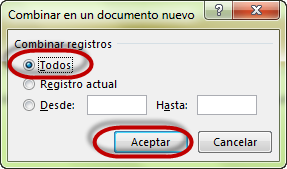 Combinar en un documento nuevo
Combinar registros
Todos
Registro actual
Desde: Hasta:
Aceptar Cancelar